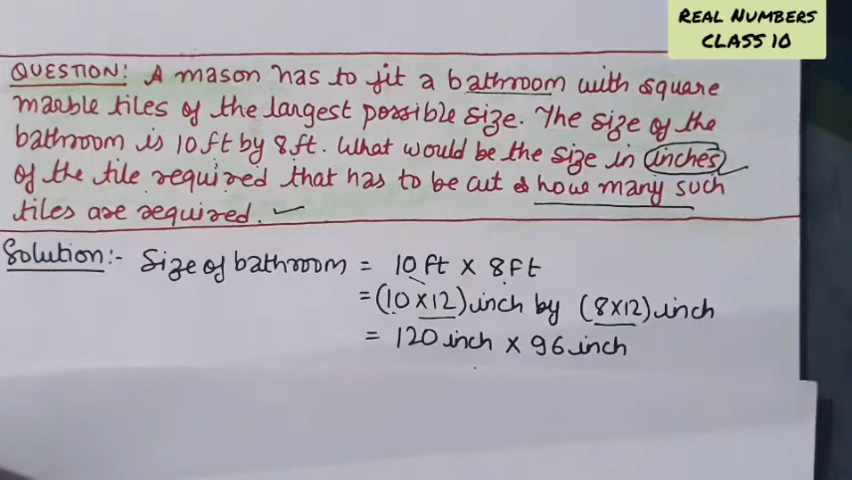 REAL NUMBERS
CLASS 10
QUESTION: A mason has to fit a bathroom with square
marble tiles of the largest possible size. The size of the
bathroom is 10 ft by 8 ft. What would be the size in inches
of the tile required that has to be cut & how many such
tiles are required.
Solution:- Size of bathroom = 10 ft × 8 ft
= (10 × 12) inch by (8×12) inch
= 120 inch × 96 inch